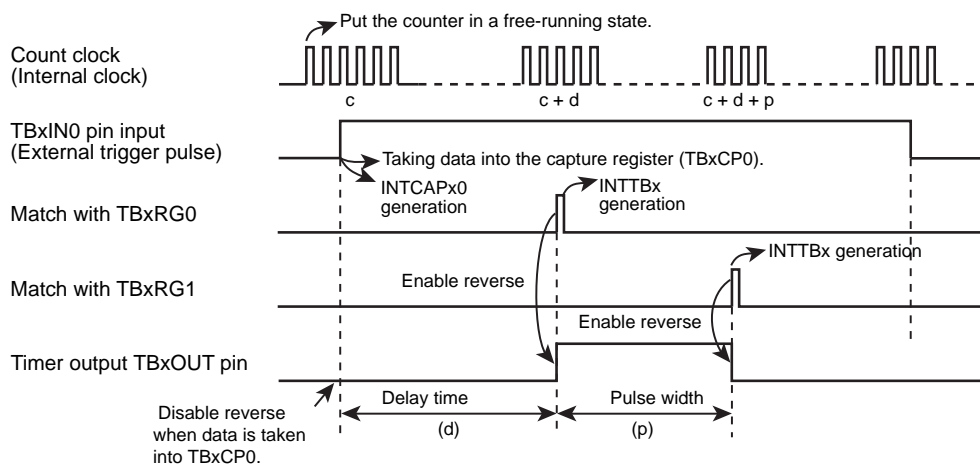 Put the counter in a free-running state.
Count clock
(Internal clock)
c
c + d
c + d + p
TBxIN0 pin input
(External trigger pulse)
Taking data into the capture register (TBxCP0).
INTCAPx0
generation
INTTBx
generation
Match with TBxRG0
INTTBx generation
Enable reverse
Match with TBxRG1
Enable reverse
Timer output TBxOUT pin
Disable reverse
when data is taken
into TBxCP0.
Delay time
(d)
Pulse width
(p)